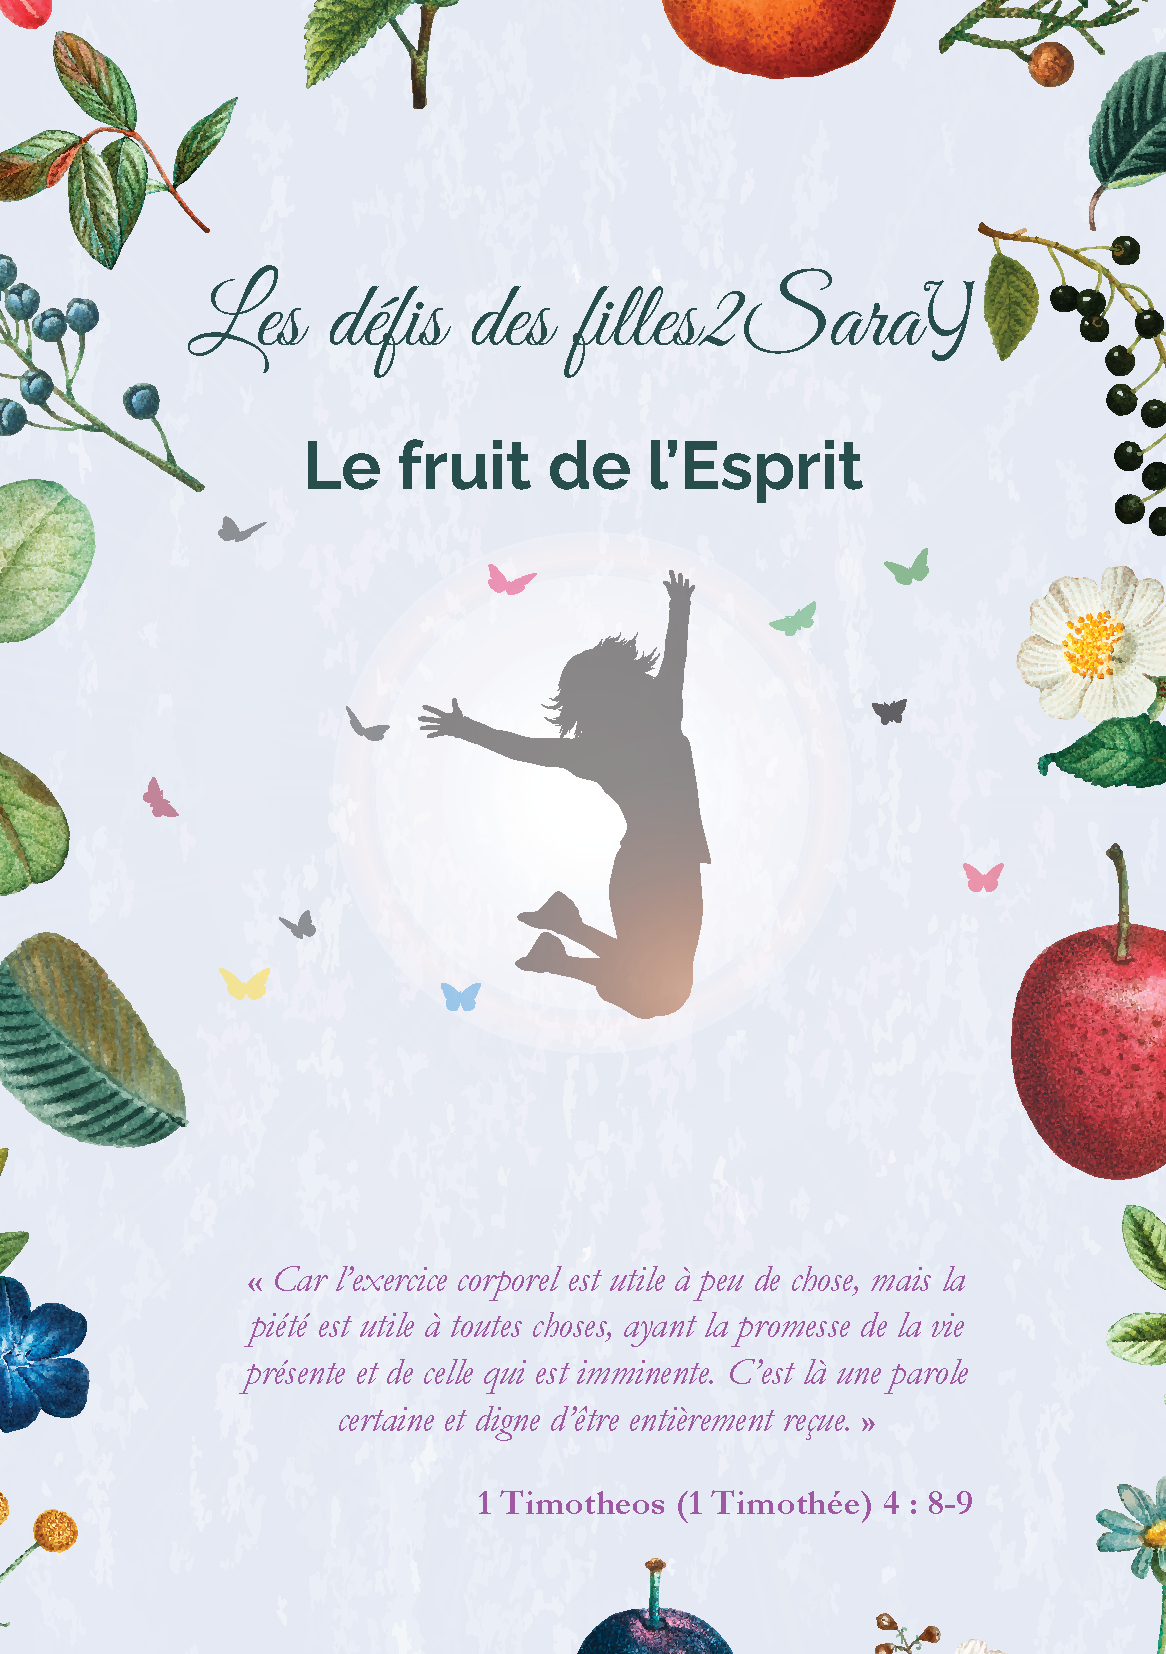 Les défis des filles2SaraY
Le fruit de l’Esprit
« Car l’exercice corporel est utile à peu de chose, mais la
piété est utile à toutes choses, ayant la promesse de la vie
présente et de celle qui est imminente. C’est là une parole
certaine et digne d’être entièrement reçue. »
1 Timotheos (1 Timothée) 4 : 8-9